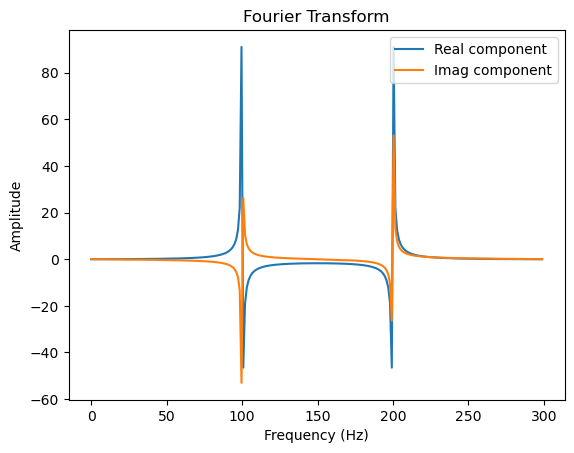 Fourier Transform
Real component
Imag component
80
60
40
20
0
−20
−40
−60
Amplitude
0 50 100 150 200 250 300
Frequency (Hz)